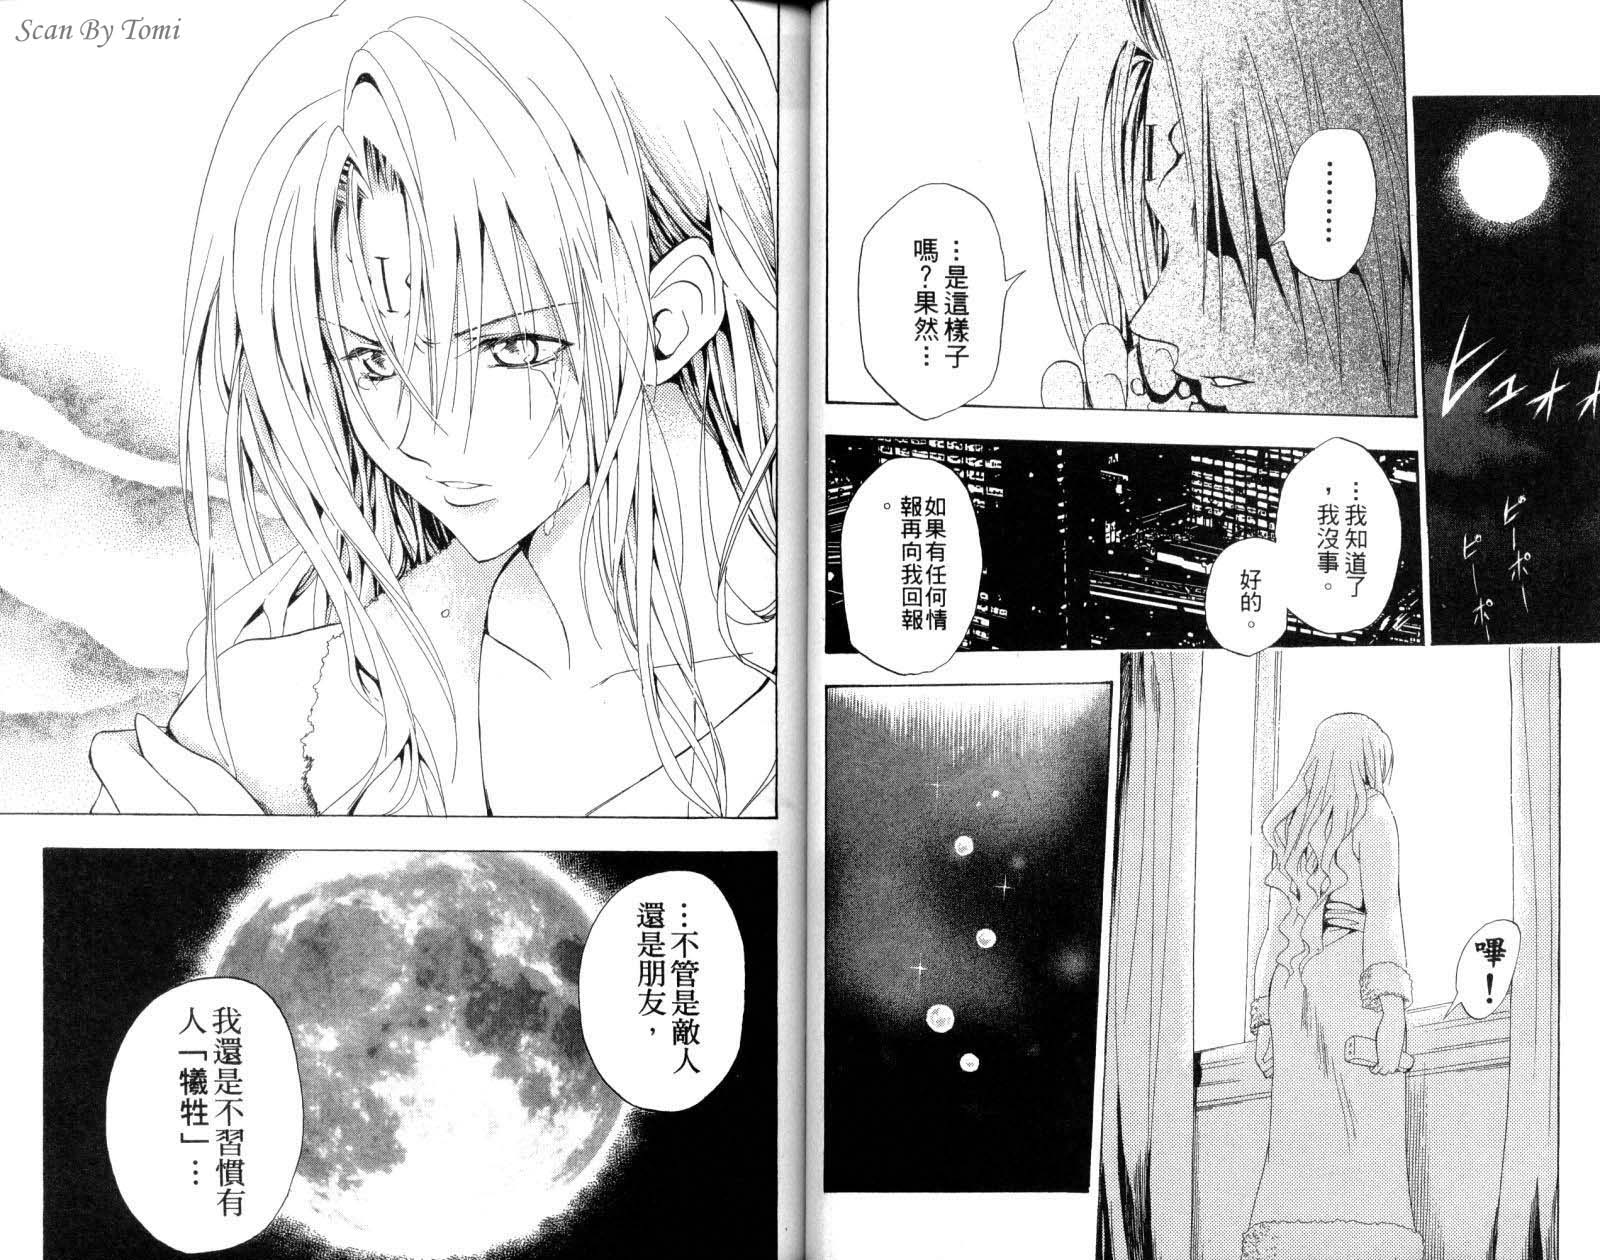 Scan By Tomi
ビュオオ
ピーポー
ピーポー
………
…是這樣子
嗎?果然…
…我知道了
,我沒事。
好的。
如果有任何情
報再向我回報
。
嗶!
…不管是敵人
還是朋友,
我還是不習慣有
人「犧牲」…